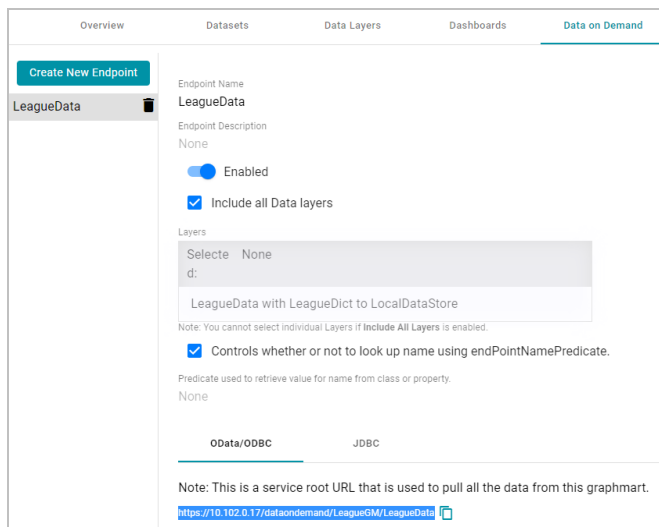 Overview Datasets Data Layers Dashboards Data on Demand
Create New Endpoint
LeagueData
Endpoint Name
LeagueData
Endpoint Description
None
Enabled
Include all Data layers
Layers
Selecte None
d:
LeagueData with LeagueDict to LocalDataStore
Note: You cannot select individual Layers if Include All Layers is enabled.
Controls whether or not to look up name using endPointNamePredicate.
Predicate used to retrieve value for name from class or property.
None
OData/ODBC JDBC
Note: This is a service root URL that is used to pull all the data from this graphmart.
https://10.102.0.17/dataondemand/LeagueGM/LeagueData